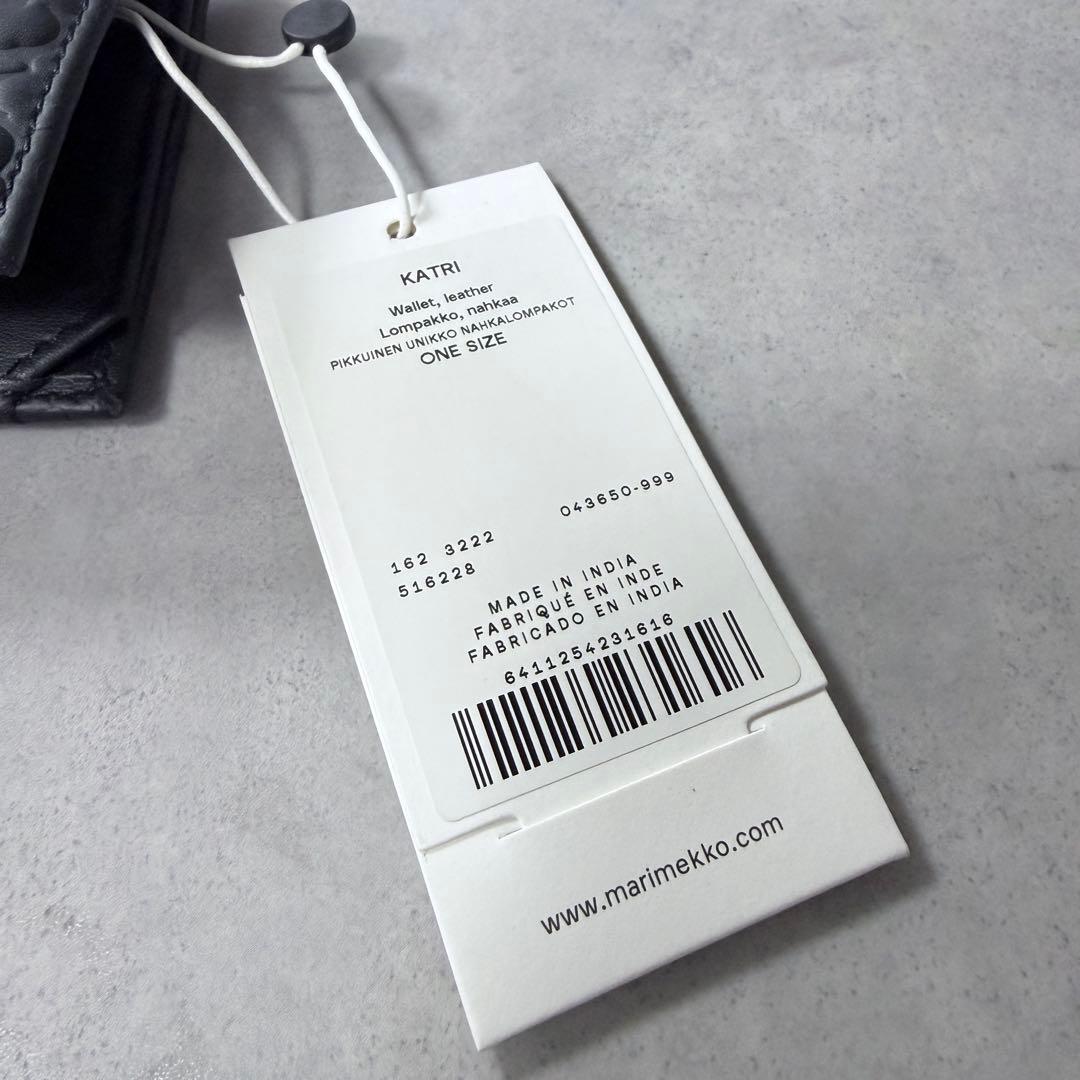 KATRI
Wallet, leather
Lompakko, nahkaa
PIKKUINEN UNIKKO NAHKALOMPAKOT
ONE SIZE
043650-999
162 3222
516228
MADE IN INDIA
FABRIQUÉ EN INDE
FABRICADO EN INDIA
6411254231616
www.marimekko.com